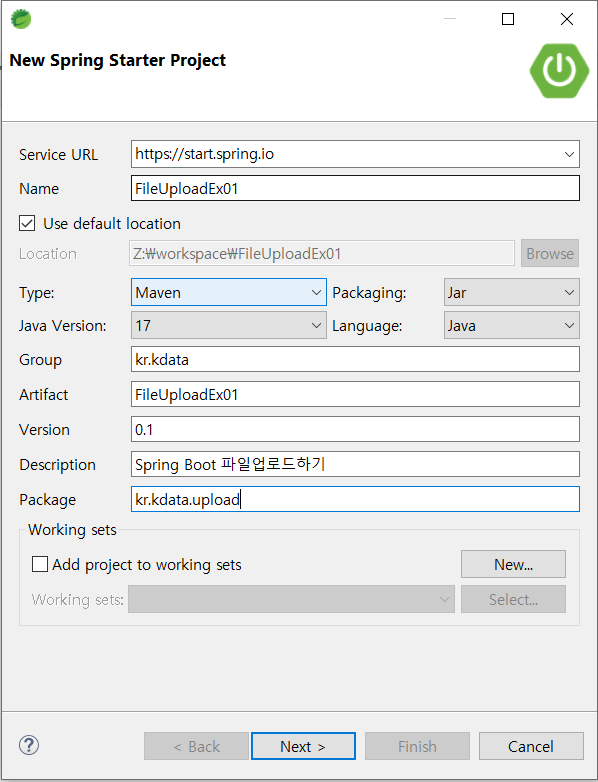 New Spring Starter Project
Service URL https://start.spring.io
Name FileUploadEx01
Use default location
Location Z:₩workspace₩FileUploadEx01 Browse
Type: Maven Packaging: Jar
Java Version: 17 Language: Java
Group kr.kdata
Artifact FileUploadEx01
Version 0.1
Description Spring Boot 파일업로드하기
Package kr.kdata.upload
Working sets
Add project to working sets New...
Working sets: Select...
? < Back Next > Finish Cancel